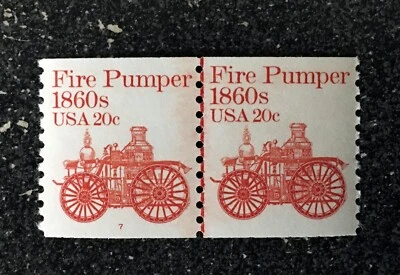 Fire Pumper
1860s
USA 20c
7
Fire Pumper
1860s
USA 20c